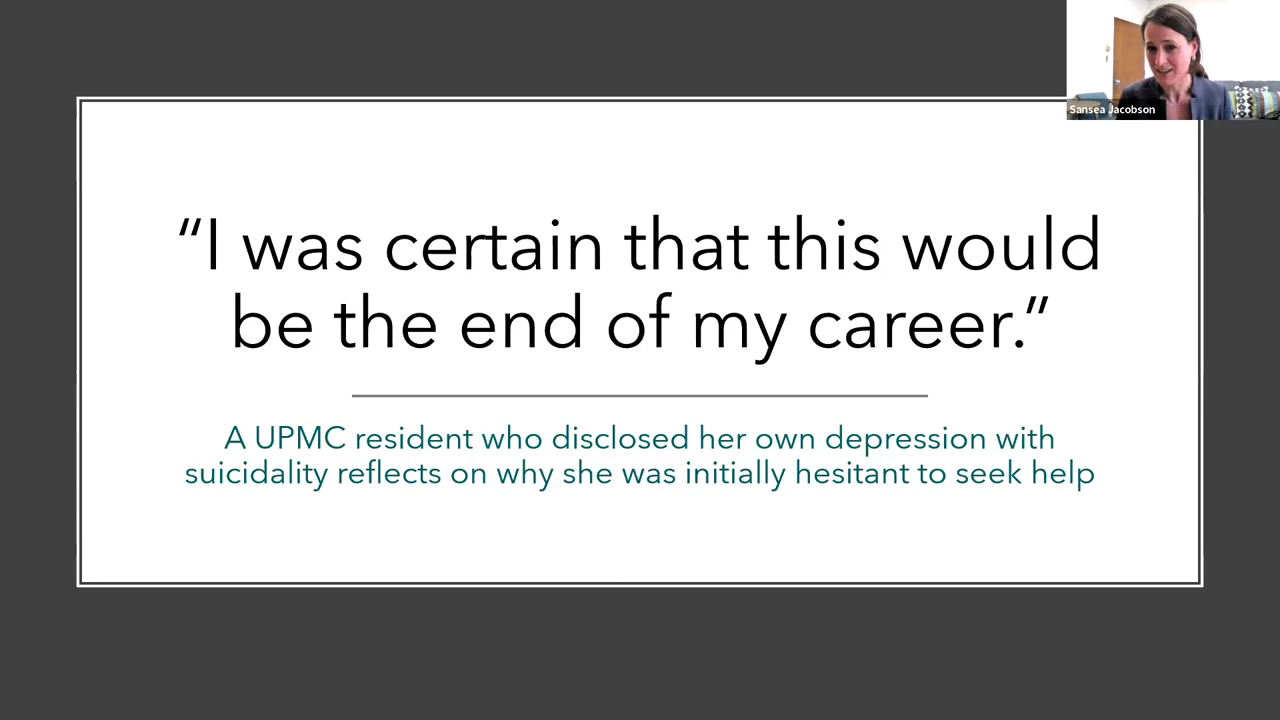 Sansea Jacobson
“I was certain that this would
be the end of my career.”
A UPMC resident who disclosed her own depression with
suicidality reflects on why she was initially hesitant to seek help